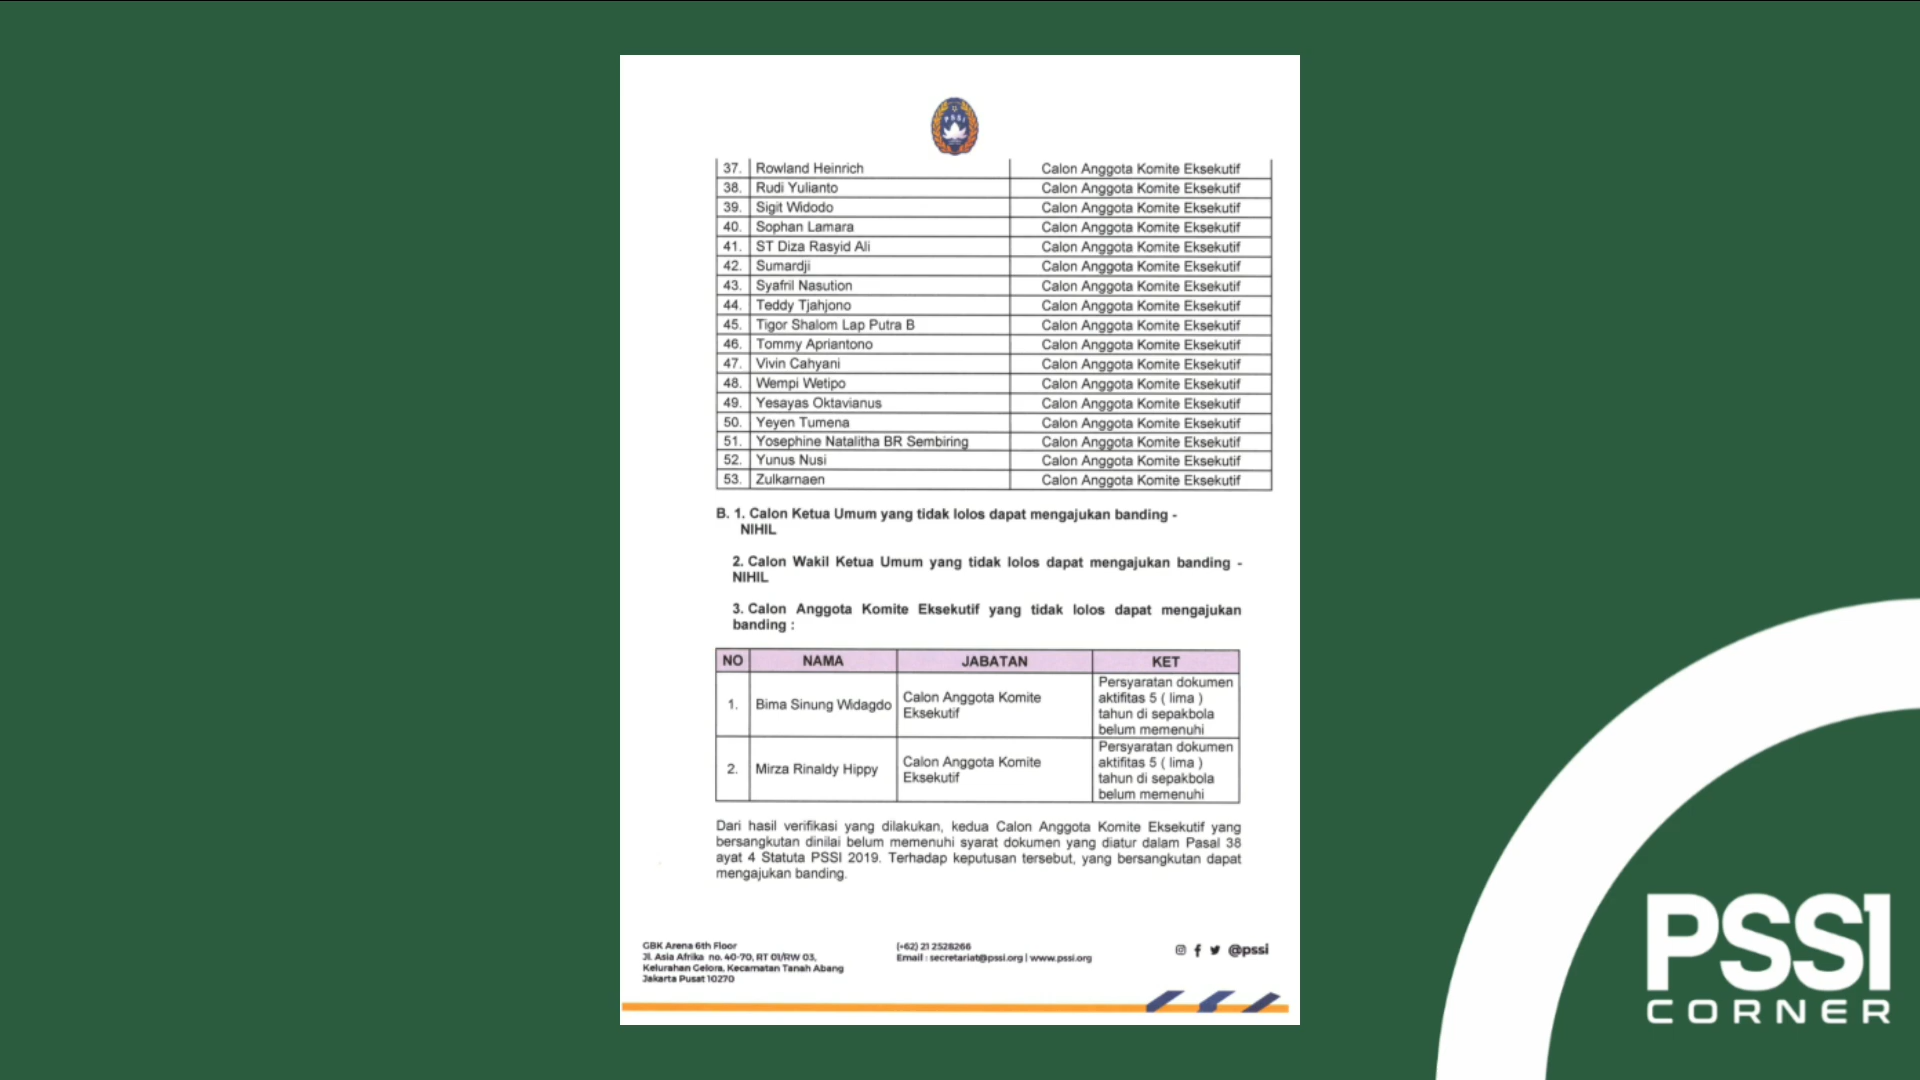 PSSI
37. Rowland Heinrich Calon Anggota Komite Eksekutif
38. Rudi Yulianto Calon Anggota Komite Eksekutif
39. Sigit Widodo Calon Anggota Komite Eksekutif
40. Sophan Lamara Calon Anggota Komite Eksekutif
41. ST Diza Rasyid Ali Calon Anggota Komite Eksekutif
42. Sumardji Calon Anggota Komite Eksekutif
43. Syafril Nasution Calon Anggota Komite Eksekutif
44. Teddy Tjahjono Calon Anggota Komite Eksekutif
45. Tigor Shalom Lap Putra B Calon Anggota Komite Eksekutif
46. Tommy Apriantono Calon Anggota Komite Eksekutif
47. Vivin Cahyani Calon Anggota Komite Eksekutif
48. Wempi Wetipo Calon Anggota Komite Eksekutif
49. Yesayas Oktavianus Calon Anggota Komite Eksekutif
50. Yeyen Tumena Calon Anggota Komite Eksekutif
51. Yosephine Natalitha BR Sembiring Calon Anggota Komite Eksekutif
52. Yunus Nusi Calon Anggota Komite Eksekutif
53. Zulkarnaen Calon Anggota Komite Eksekutif
B. 1. Calon Ketua Umum yang tidak lolos dapat mengajukan banding -
NIHIL
2. Calon Wakil Ketua Umum yang tidak lolos dapat mengajukan banding -
NIHIL
3. Calon Anggota Komite Eksekutif yang tidak lolos dapat mengajukan
banding :
NO NAMA JABATAN KET
1. Bima Sinung Widagdo Calon Anggota Komite
Eksekutif
Persyaratan dokumen
aktifitas 5 ( lima )
tahun di sepakbola
belum memenuhi
2. Mirza Rinaldy Hippy Calon Anggota Komite
Eksekutif
Persyaratan dokumen
aktifitas 5 ( lima )
tahun di sepakbola
belum memenuhi
Dari hasil verifikasi yang dilakukan, kedua Calon Anggota Komite Eksekutif yang
bersangkutan dinilai belum memenuhi syarat dokumen yang diatur dalam Pasal 38
ayat 4 Statuta PSSI 2019. Terhadap keputusan tersebut, yang bersangkutan dapat
mengajukan banding.
GBK Arena 6th Floor
Jl. Asia Afrika no. 40-70, RT 01/RW 03,
Kelurahan Gelora, Kecamatan Tanah Abang
Jakarta Pusat 10270
(+62) 21 2528266
Email : secretariat@pssi.org | www.pssi.org
@pssi
PSSI
CORNER